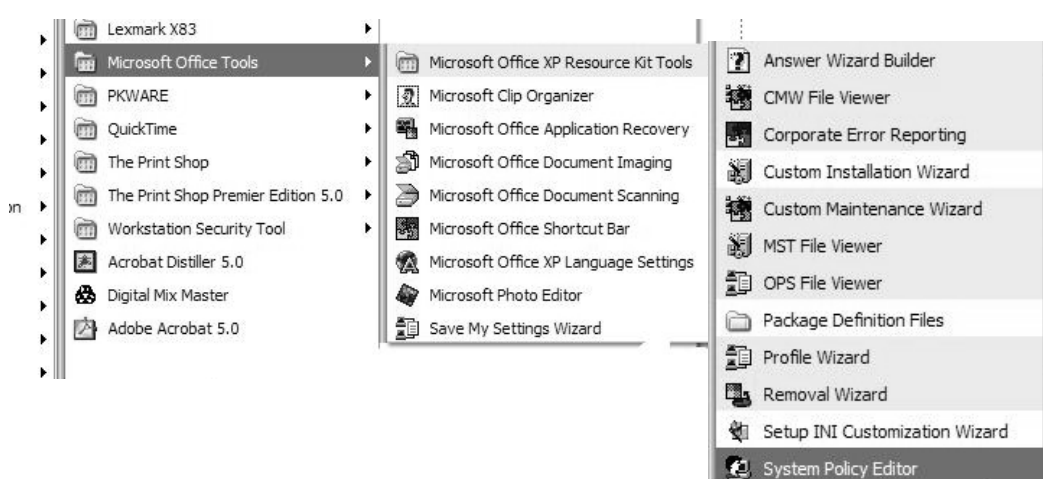 Lexmark X83
Microsoft Office Tools
PKWARE
QuickTime
The Print Shop
on
The Print Shop Premier Edition 5.0
Workstation Security Tool
Acrobat Distiller 5.0
Digital Mix Master
Adobe Acrobat 5.0
Microsoft Office XP Resource Kit Tools
Microsoft Clip Organizer
Microsoft Office Application Recovery
Microsoft Office Document Imaging
Microsoft Office Document Scanning
Microsoft Office Shortcut Bar
Microsoft Office XP Language Settings
Microsoft Photo Editor
Save My Settings Wizard
Answer Wizard Builder
CMW File Viewer
Corporate Error Reporting
Custom Installation Wizard
Custom Maintenance Wizard
MST File Viewer
OPS File Viewer
Package Definition Files
Profile Wizard
Removal Wizard
Setup INI Customization Wizard
System Policy Editor